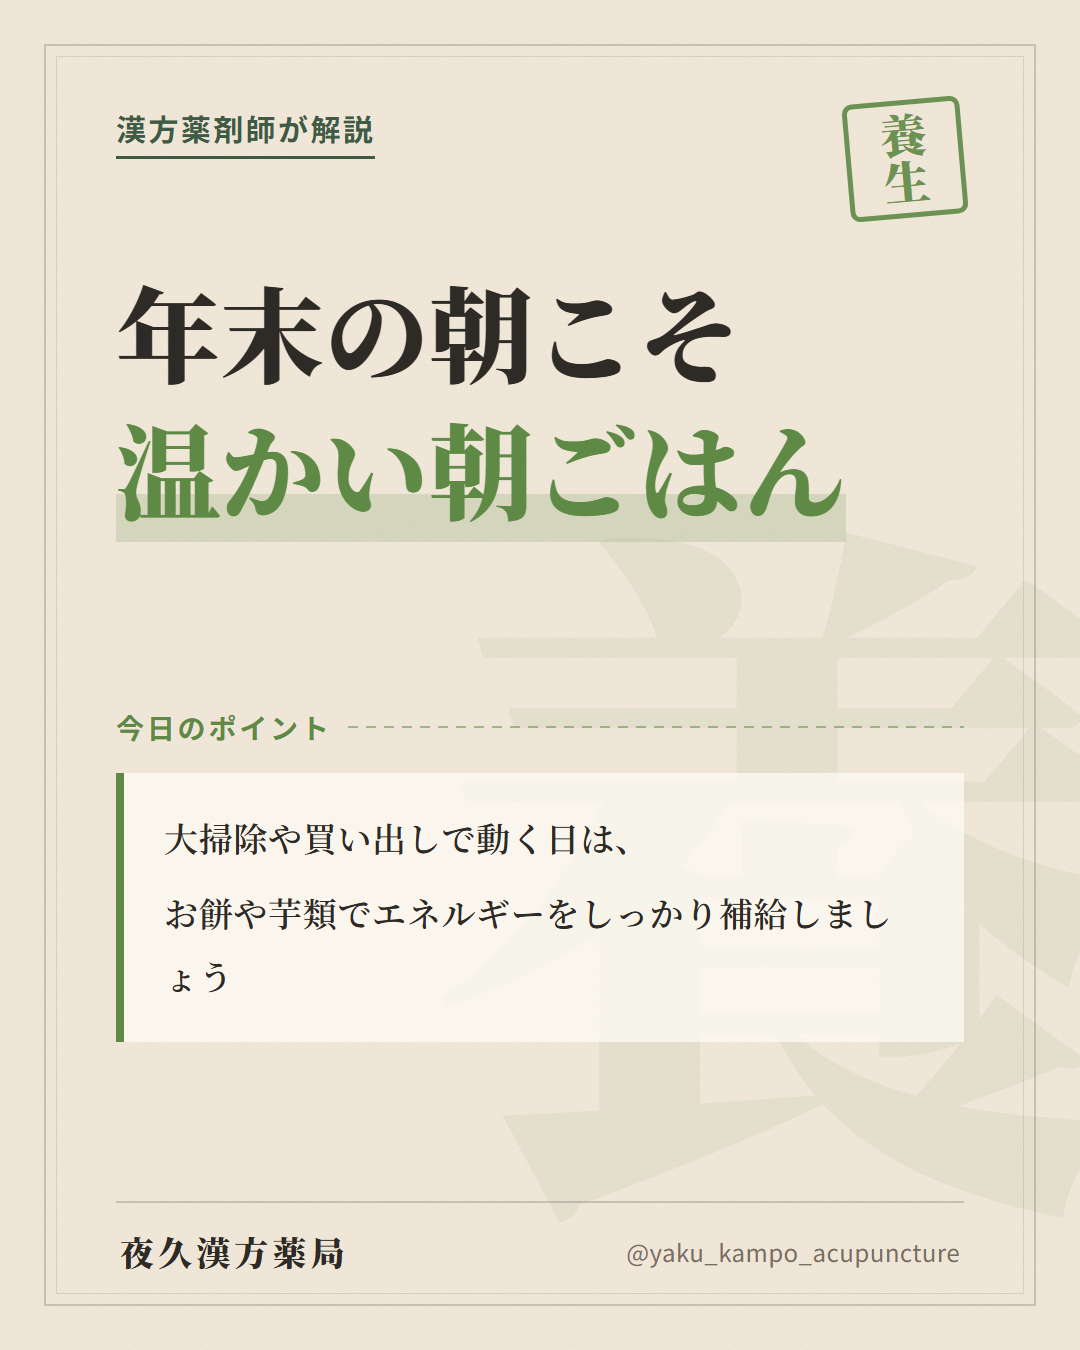 漢方薬剤師が解説
養生
年末の朝こそ
温かい朝ごはん
今日のポイント
大掃除や買い出しで動く日は、
お餅や芋類でエネルギーをしっかり補給しまし
ょう
養
夜久漢方薬局
@yaku_kampo_acupuncture